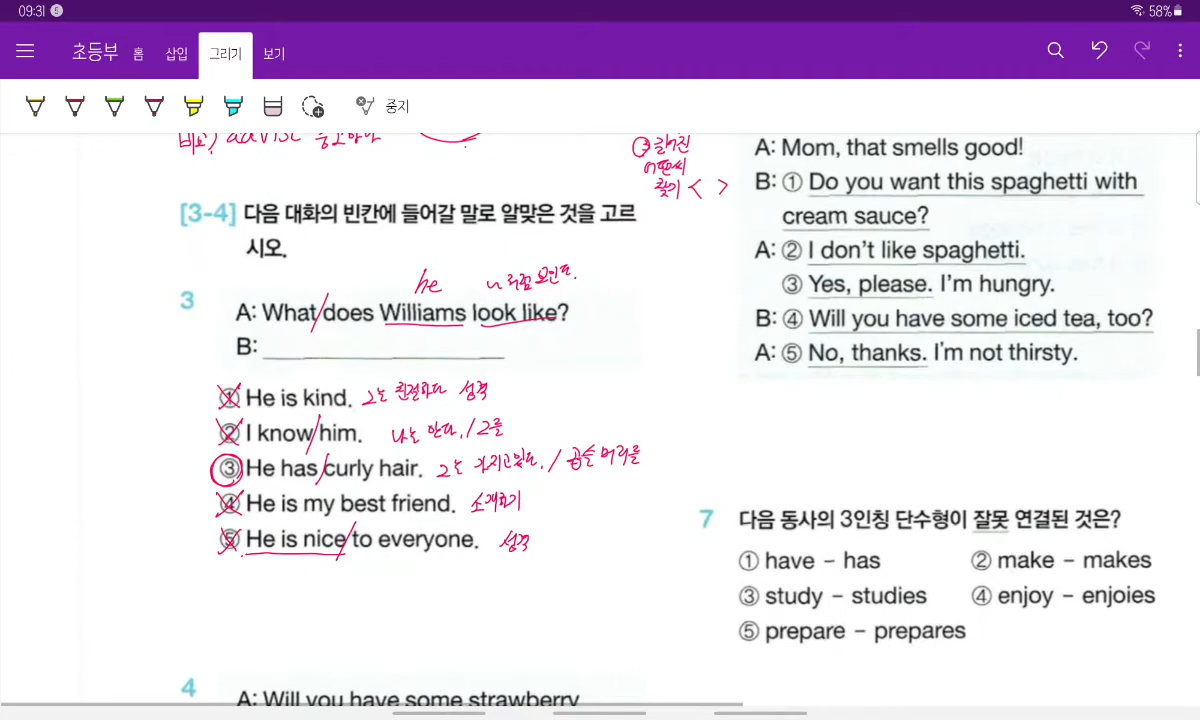 09:31
58%
초등부 홈 삽입 그리기 보기
중지
비교) advise 충고하다
[3-4] 다음 대화의 빈칸에 들어갈 말로 알맞은 것을 고르
시오.
he
3
A: What/does Williams look like?
B:
① He is kind. 그는 친절하다 성격
② I know/him. 나는 안다, / 그를
③ He has/curly hair. 그는 가지고있다, / 곱슬 머리를
④ He is my best friend. 소개하기
⑤ He is nice/to everyone. 성격
4
A: Will you have some strawberry
찾기 < >
A: Mom, that smells good!
B: ① Do you want this spaghetti with
cream sauce?
A: ② I don't like spaghetti.
③ Yes, please. I'm hungry.
B: ④ Will you have some iced tea, too?
A: ⑤ No, thanks. I'm not thirsty.
7 다음 동사의 3인칭 단수형이 잘못 연결된 것은?
① have – has ② make – makes
③ study – studies ④ enjoy – enjoies
⑤ prepare – prepares